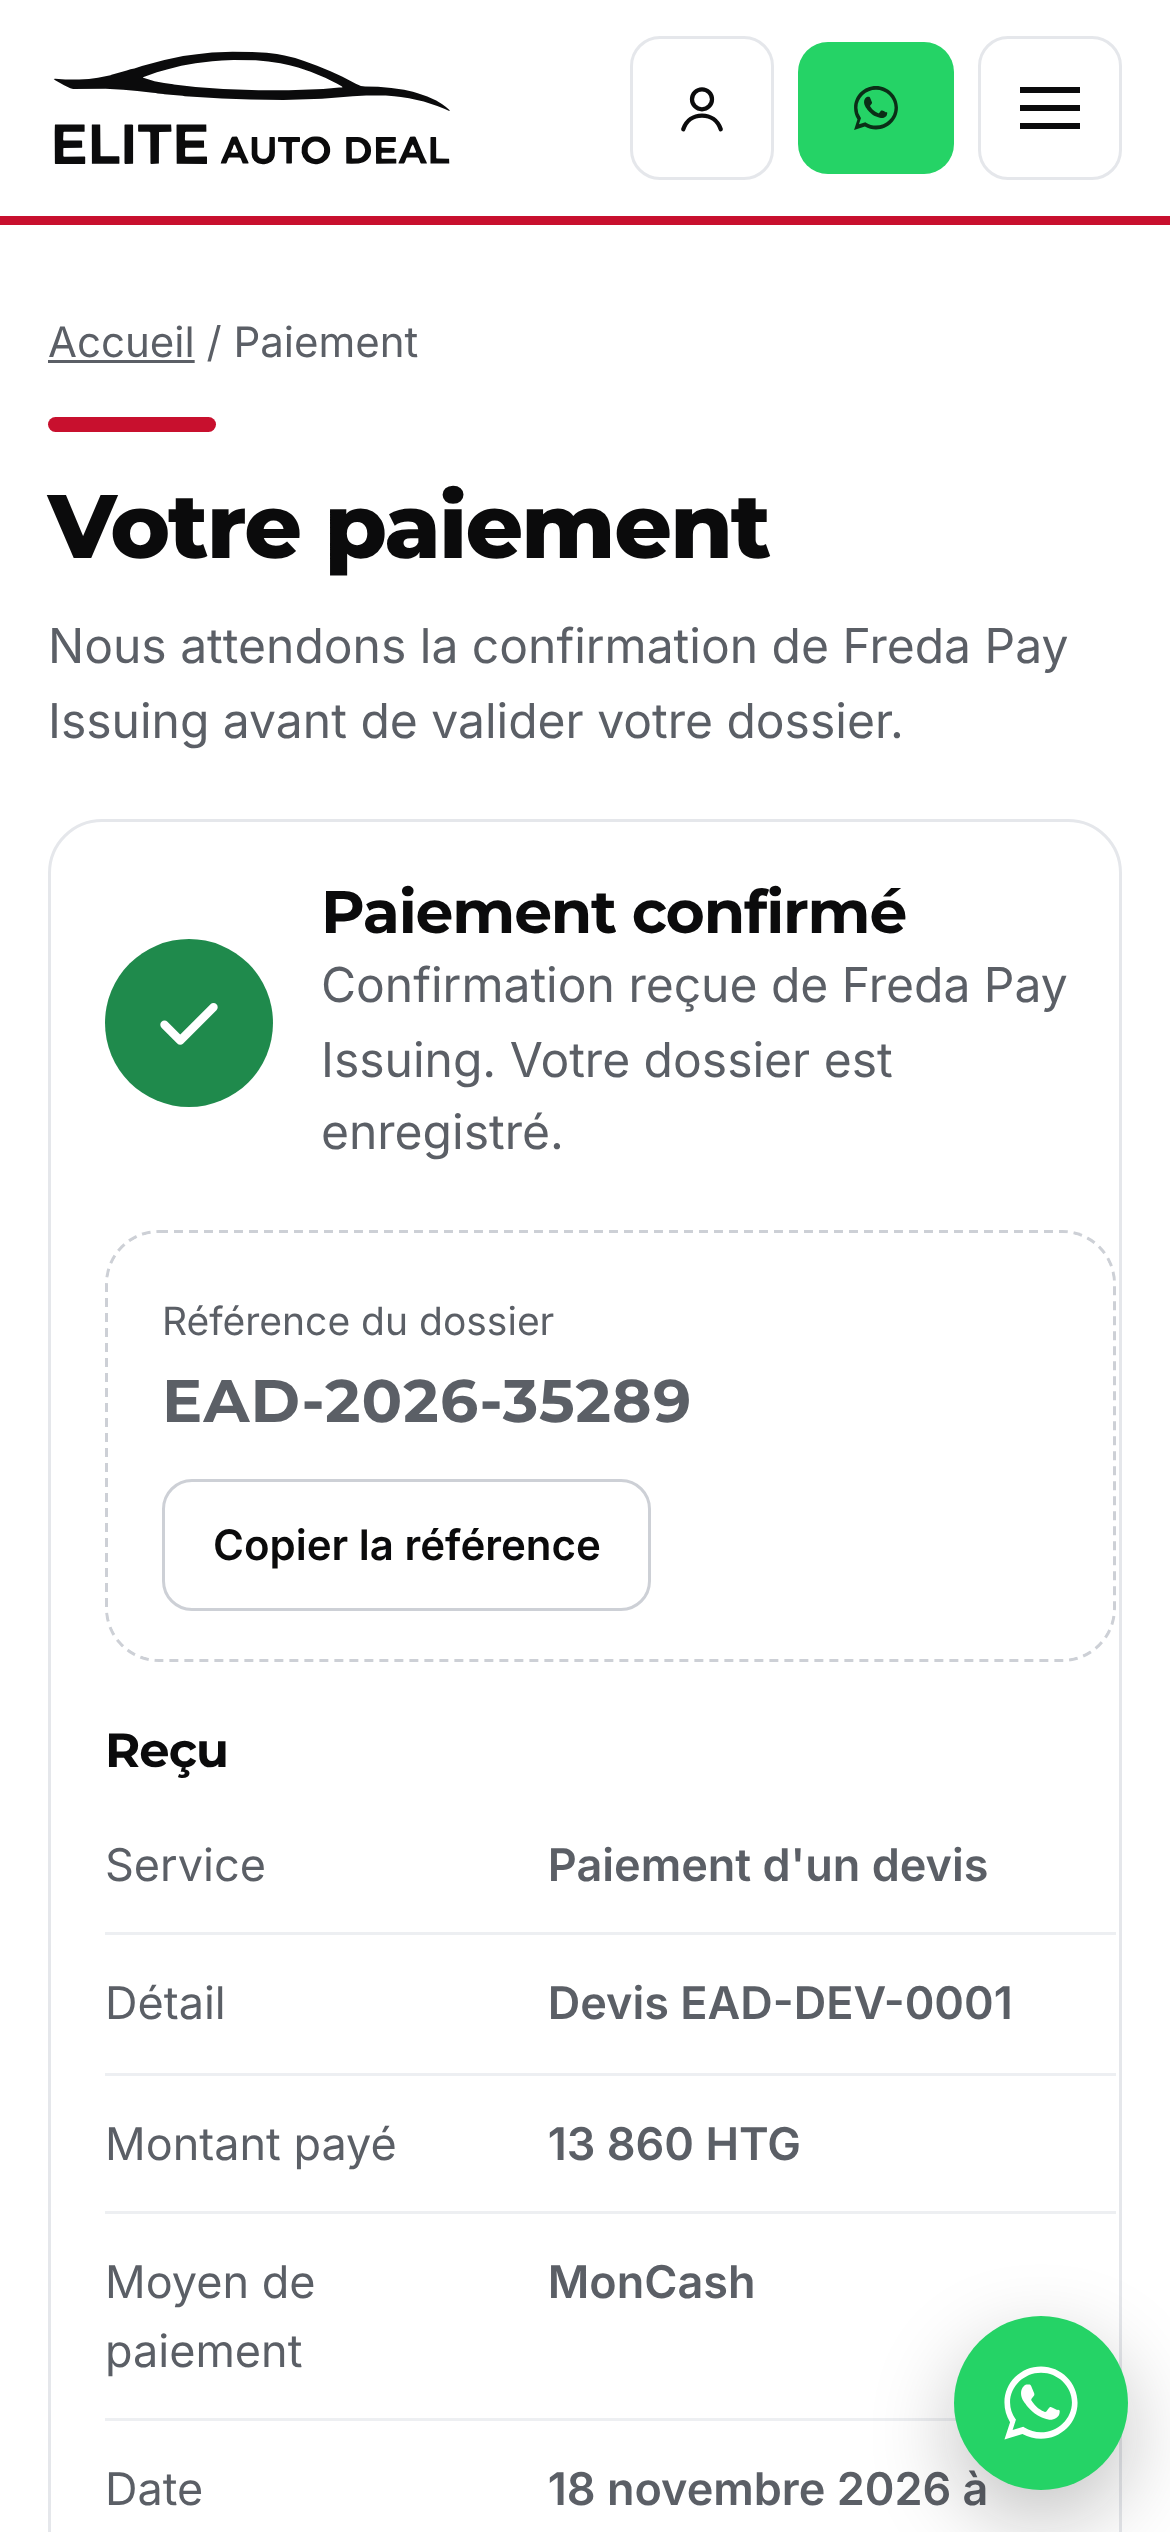 ELITE AUTO DEAL
Accueil / Paiement
Votre paiement
Nous attendons la confirmation de Freda Pay
Issuing avant de valider votre dossier.
Paiement confirmé
Confirmation reçue de Freda Pay
Issuing. Votre dossier est
enregistré.
Référence du dossier
EAD-2026-35289
Copier la référence
Reçu
Service Paiement d'un devis
Détail Devis EAD-DEV-0001
Montant payé 13 860 HTG
Moyen de paiement MonCash
Date 18 novembre 2026 à